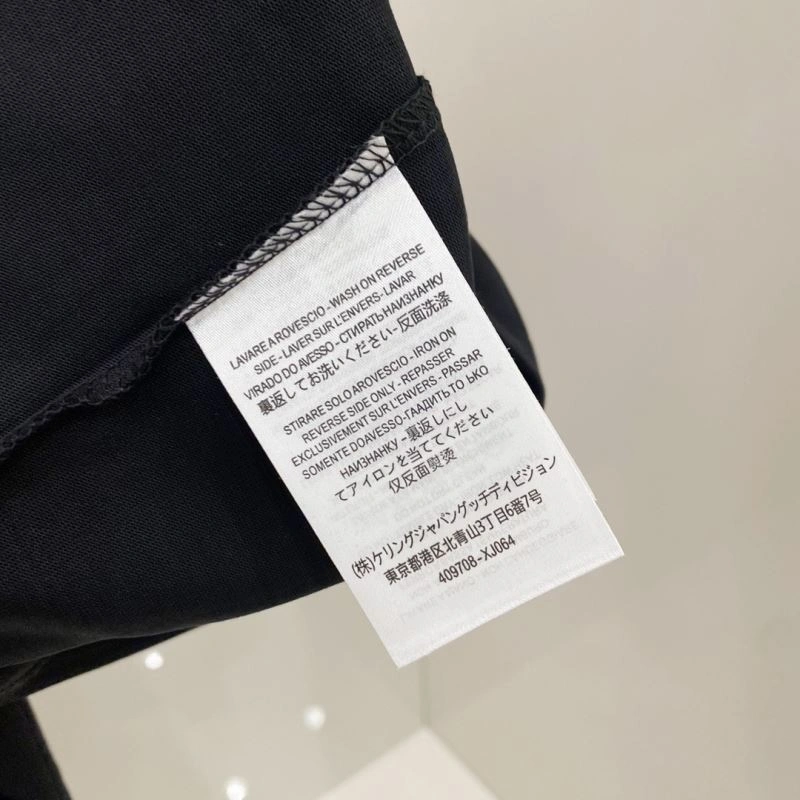 LAVARE A ROVESCIO - WASH ON REVERSE
SIDE - LAVER SUR L'ENVERS - LAVAR
VIRADO DO AVESSO - СТИРАТЬ НАИЗНАНКУ
裏返してお洗いください - 反面洗涤
STIRARE SOLO AROVESCIO - IRON ON
REVERSE SIDE ONLY - REPASSER
EXCLUSIVEMENT SUR L'ENVERS - PASSAR
SOMENTE DOAVESSO - ГААДИТЬ ТО ЬКО
НАИЗНАНКУ - 裏返しにし
てアイロンを当ててください
仅反面熨烫
(株)ケリングジャパングッチディビジョン
東京都港区北青山3丁目6番7号
409708-XJ064